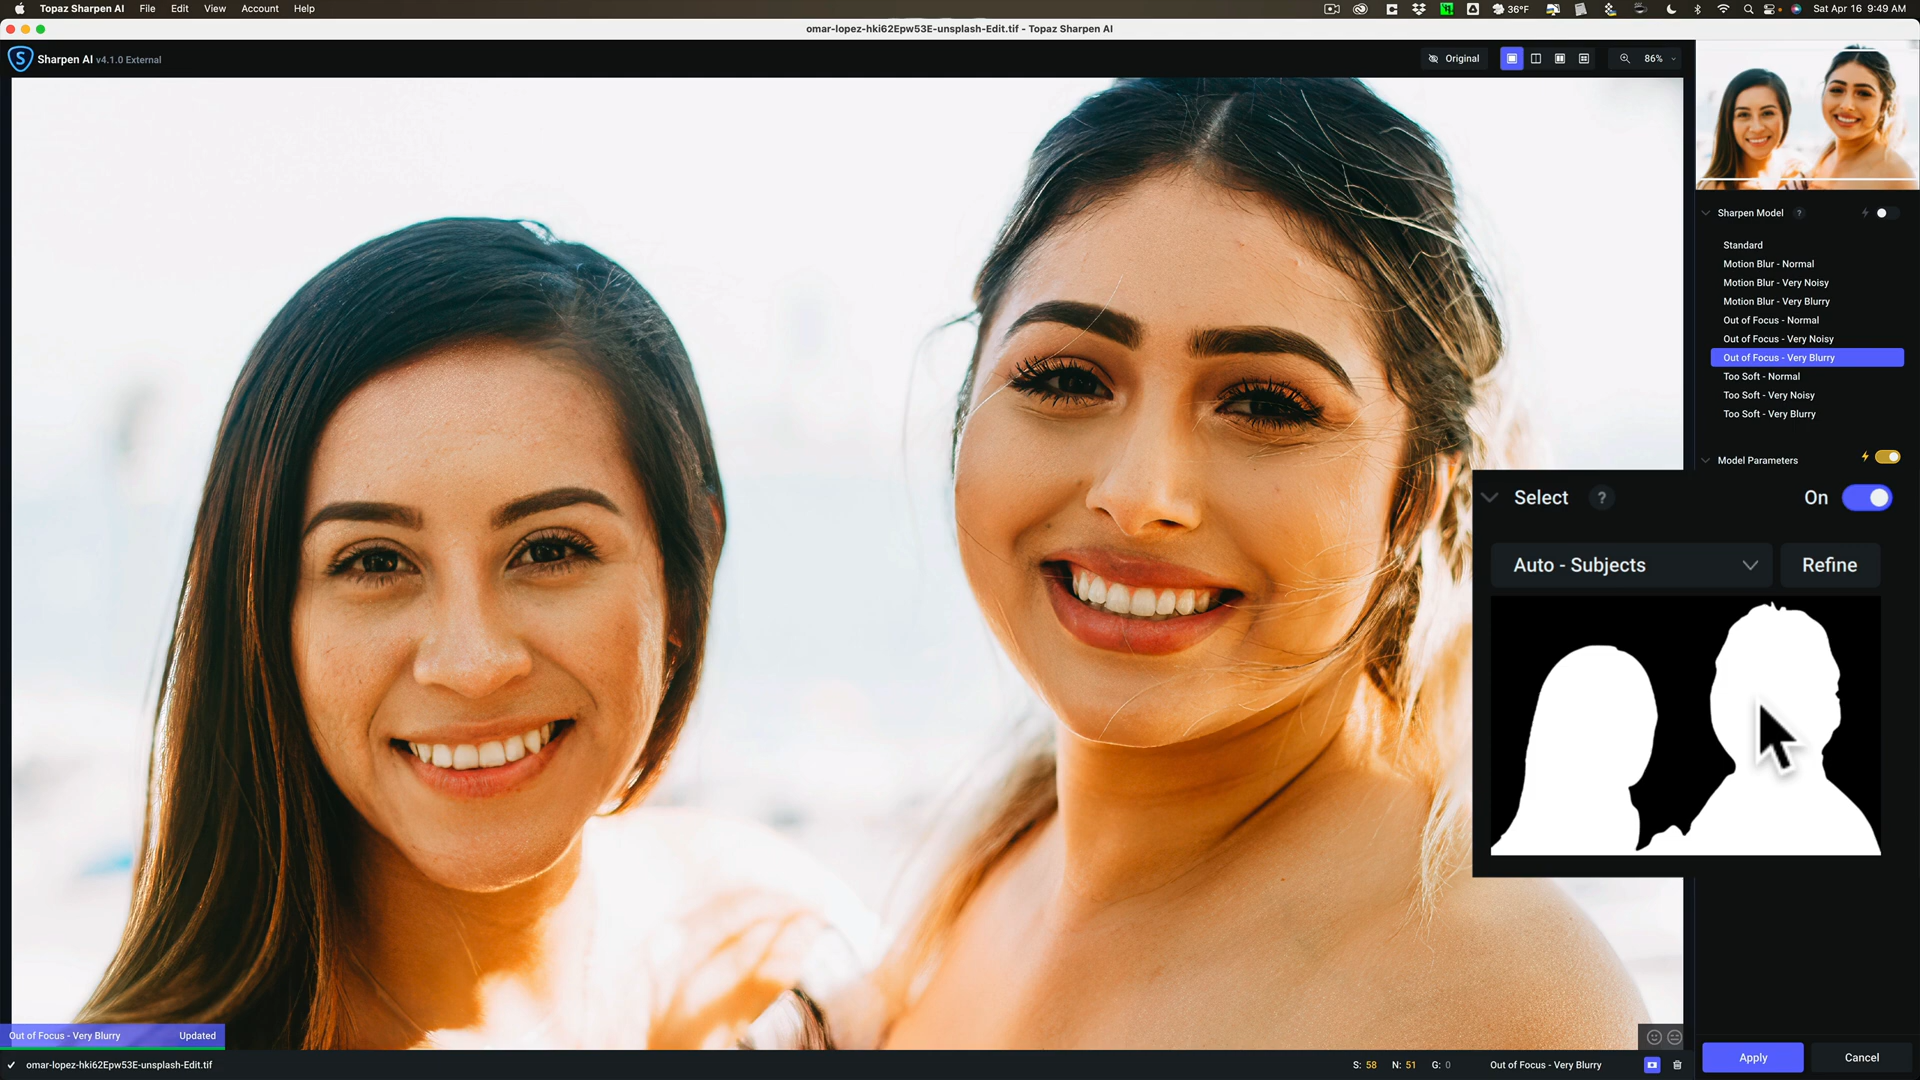 Topaz Sharpen AI File Edit View Account Help 36°F Sat Apr 16 9:49 AM
omar-lopez-hki62Epw53E-unsplash-Edit.tif - Topaz Sharpen AI
S Sharpen AI v4.1.0 External Original 86%
Sharpen Model ?
Standard
Motion Blur - Normal
Motion Blur - Very Noisy
Motion Blur - Very Blurry
Out of Focus - Normal
Out of Focus - Very Noisy
Out of Focus - Very Blurry
Too Soft - Normal
Too Soft - Very Noisy
Too Soft - Very Blurry
Model Parameters
Select ? On
Auto - Subjects Refine
Out of Focus - Very Blurry Updated
omar-lopez-hki62Epw53E-unsplash-Edit.tif S: 58 N: 51 G: 0 Out of Focus - Very Blurry
Apply Cancel